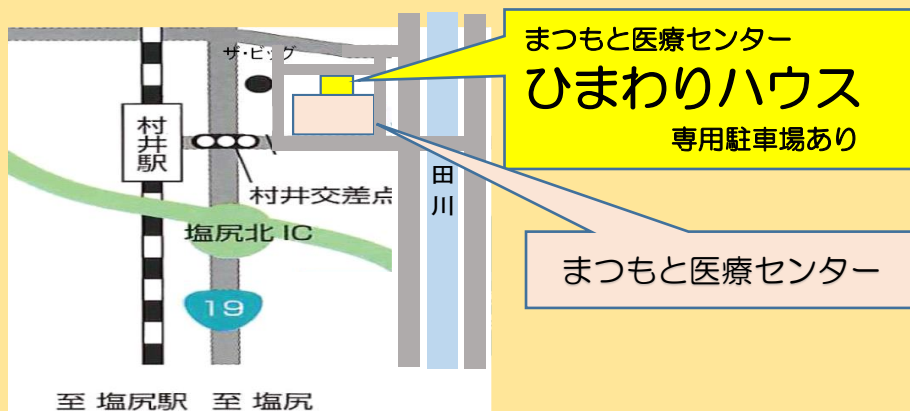 まつもと医療センター
ひまわりハウス
専用駐車場あり
ザ・ビッグ
村井駅
村井交差点
田川
塩尻北 IC
まつもと医療センター
19
至 塩尻駅 至 塩尻